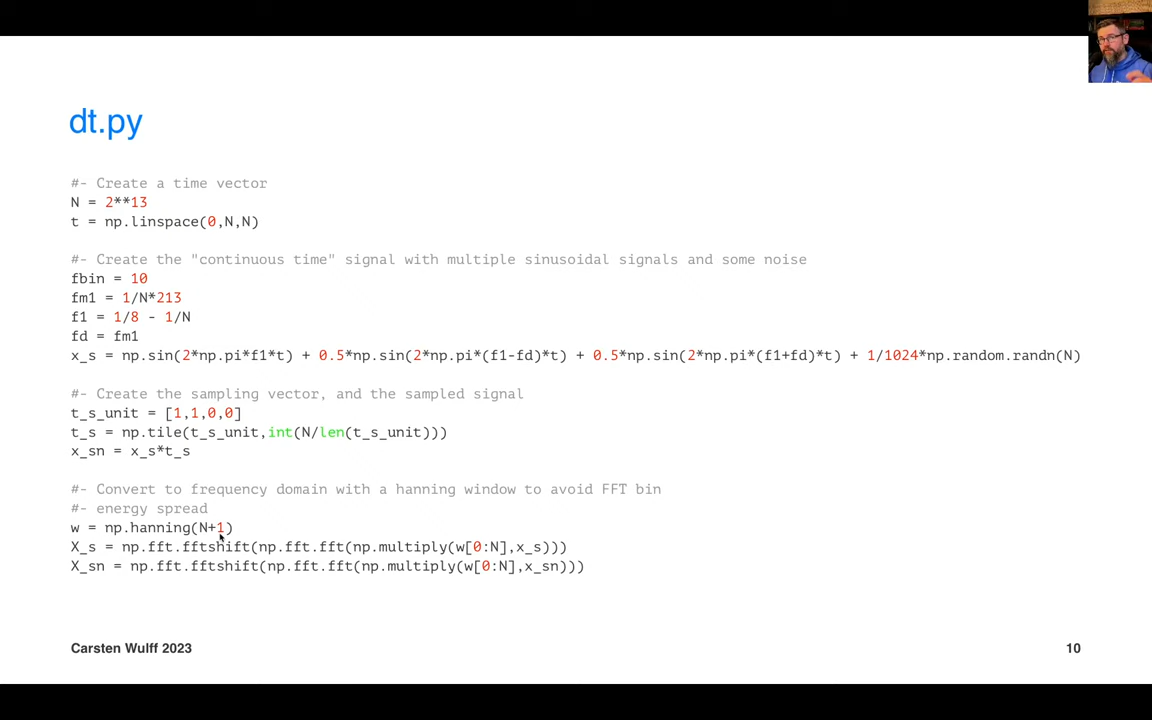 dt.py
#- Create a time vector
N = 2**13
t = np.linspace(0,N,N)
#- Create the "continuous time" signal with multiple sinusoidal signals and some noise
fbin = 10
fm1 = 1/N*213
f1 = 1/8 - 1/N
fd = fm1
x_s = np.sin(2*np.pi*f1*t) + 0.5*np.sin(2*np.pi*(f1-fd)*t) + 0.5*np.sin(2*np.pi*(f1+fd)*t) + 1/1024*np.random.randn(N)
#- Create the sampling vector, and the sampled signal
t_s_unit = [1,1,0,0]
t_s = np.tile(t_s_unit,int(N/len(t_s_unit)))
x_sn = x_s*t_s
#- Convert to frequency domain with a hanning window to avoid FFT bin
#- energy spread
w = np.hanning(N+1)
X_s = np.fft.fftshift(np.fft.fft(np.multiply(w[0:N],x_s)))
X_sn = np.fft.fftshift(np.fft.fft(np.multiply(w[0:N],x_sn)))
Carsten Wulff 2023
10